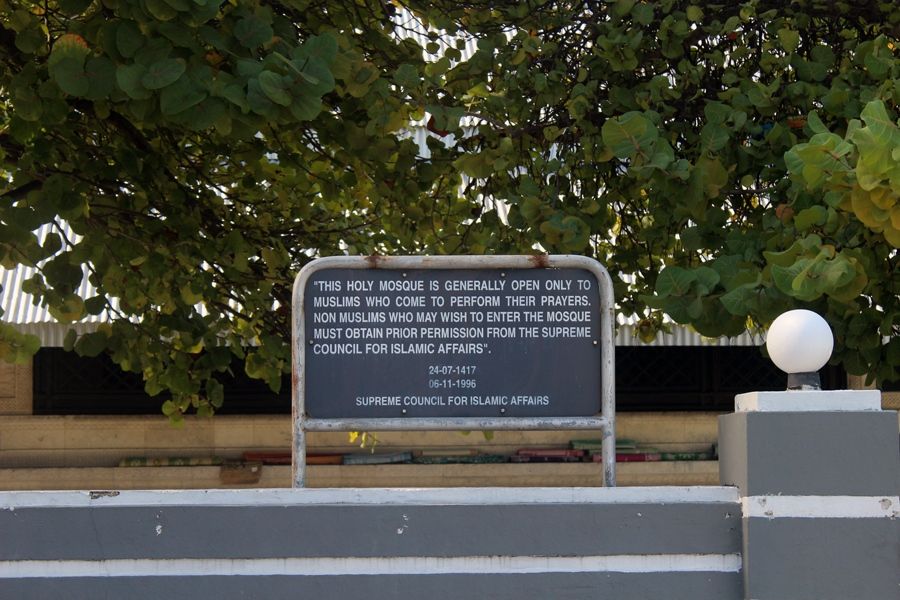 "THIS HOLY MOSQUE IS GENERALLY OPEN ONLY TO
MUSLIMS WHO COME TO PERFORM THEIR PRAYERS.
NON MUSLIMS WHO MAY WISH TO ENTER THE MOSQUE
MUST OBTAIN PRIOR PERMISSION FROM THE SUPREME
COUNCIL FOR ISLAMIC AFFAIRS".
24-07-1417
06-11-1996
SUPREME COUNCIL FOR ISLAMIC AFFAIRS